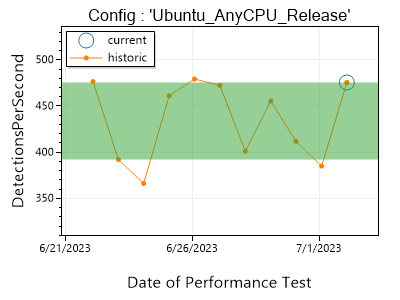 Config : 'Ubuntu_AnyCPU_Release'
current
historic
DetectionsPerSecond
500
450
400
350
6/21/2023
6/26/2023
7/1/2023
Date of Performance Test